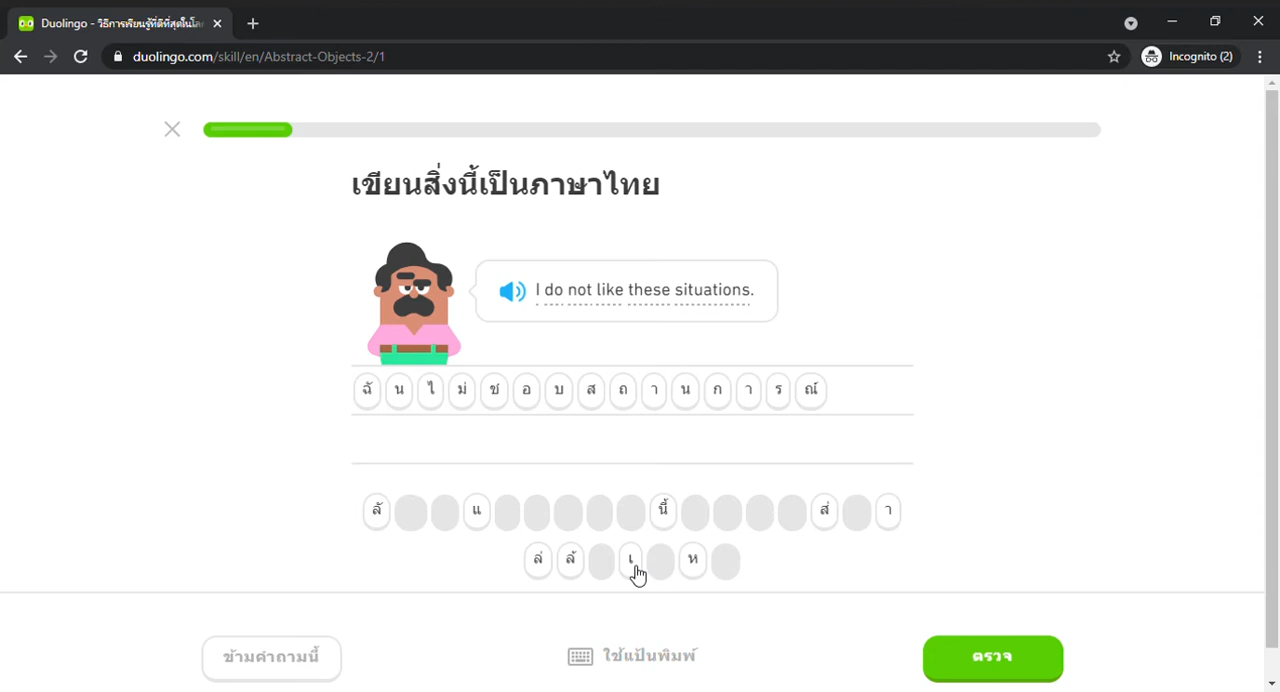 Duolingo - วิธีการเรียนรู้ที่ดีที่สุดในโล
duolingo.com/skill/en/Abstract-Objects-2/1
Incognito (2)
เขียนสิ่งนี้เป็นภาษาไทย
I do not like these situations.
ฉั น ไ ม่ ช อ บ ส ถ า น ก า ร ณ์
ลั แ นี้ ส่ า
ล่ ล้ เ ห
ข้ามคำถามนี้
ใช้แป้นพิมพ์
ตรวจ